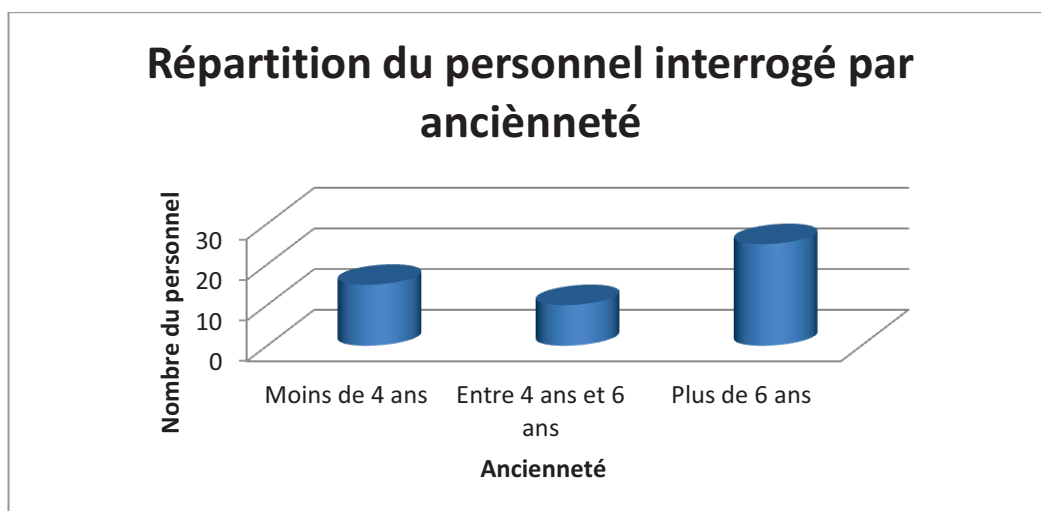 Répartition du personnel interrogé par
anciènneté
Nombre du personnel
30
20
10
0
Moins de 4 ans
Entre 4 ans et 6
ans
Plus de 6 ans
Ancienneté